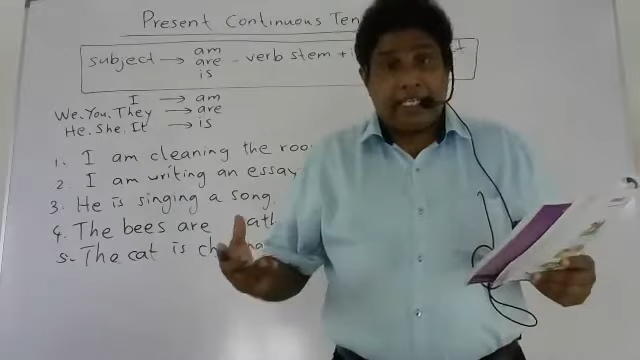 Present Continuous Ten
subject → am
are - verb stem +
is
I → am
We. You. They → are
He. She. It → is
1. I am cleaning the roo
2. I am writing an essay
3. He is singing a song.
4. The bees are
5. The cat is ch